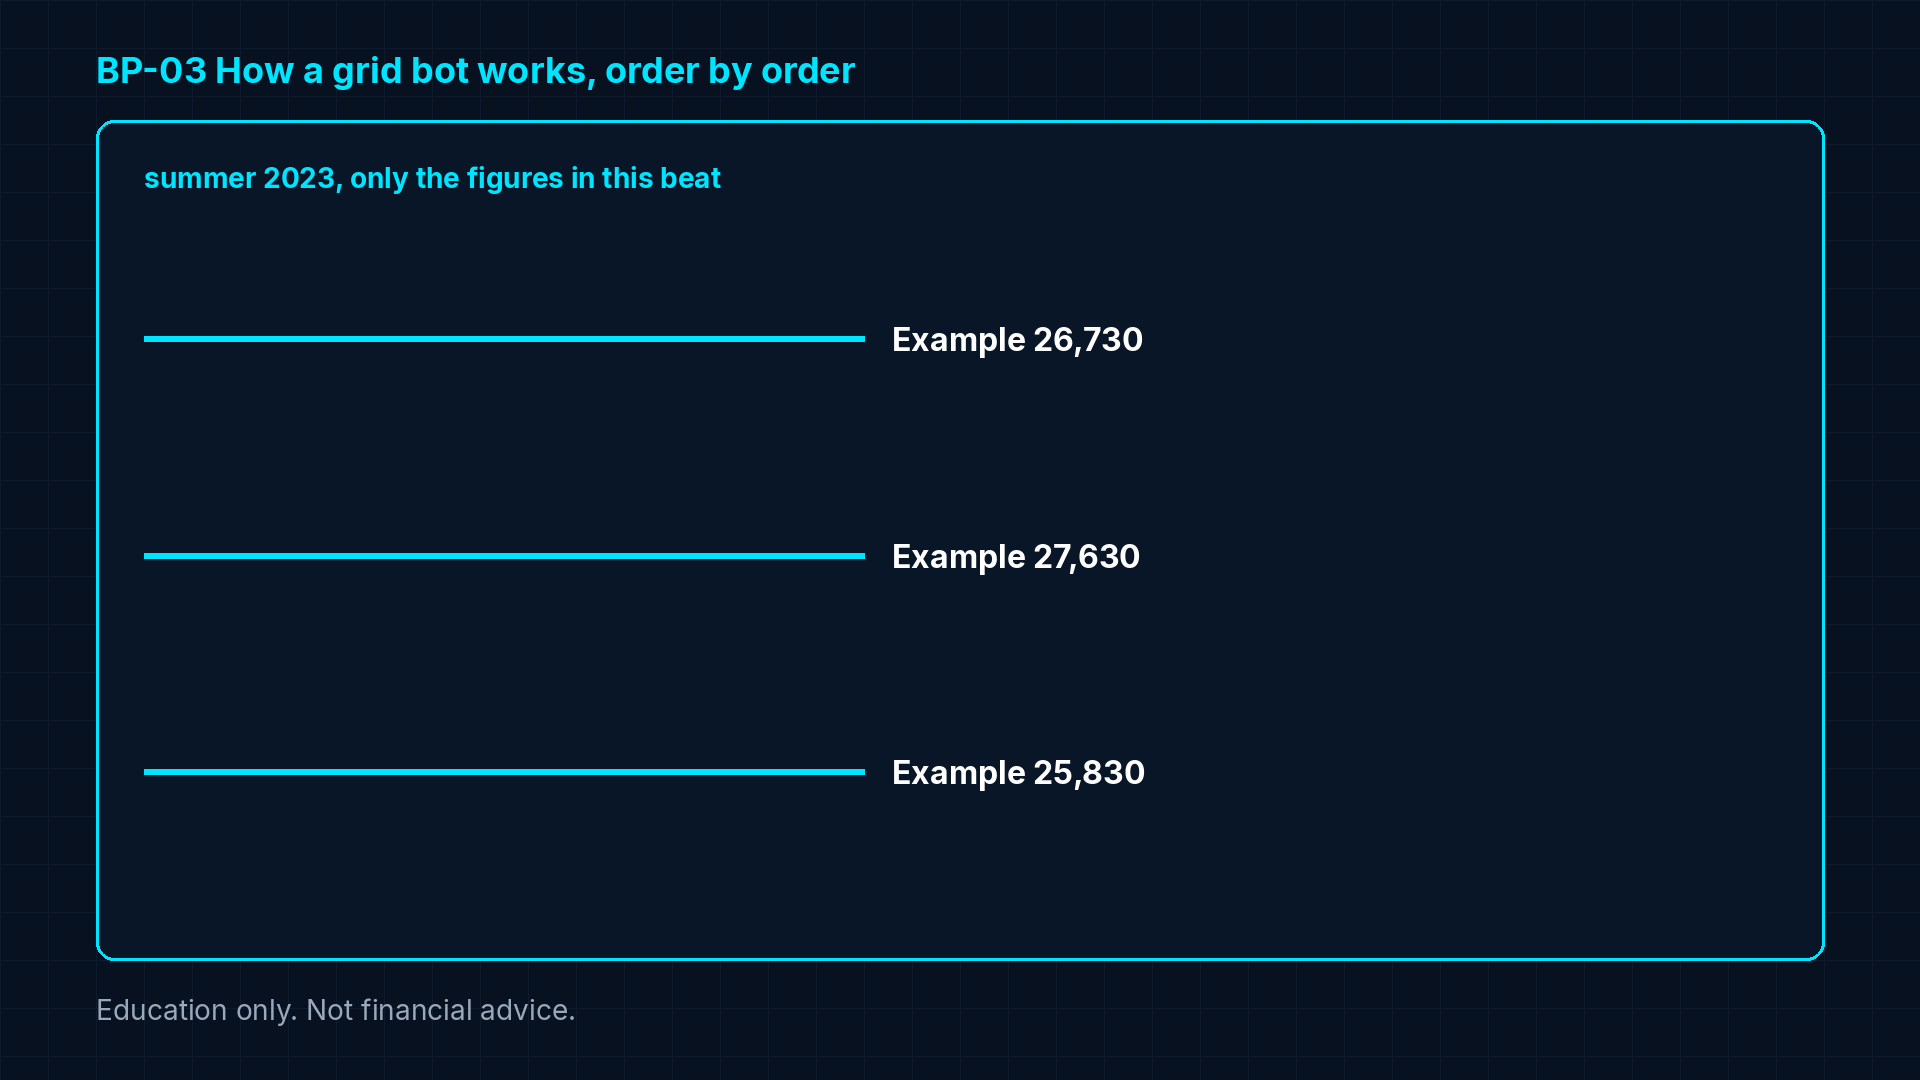 BP-03 How a grid bot works, order by order
summer 2023, only the figures in this beat
Example 26,730
Example 27,630
Example 25,830
Education only. Not financial advice.